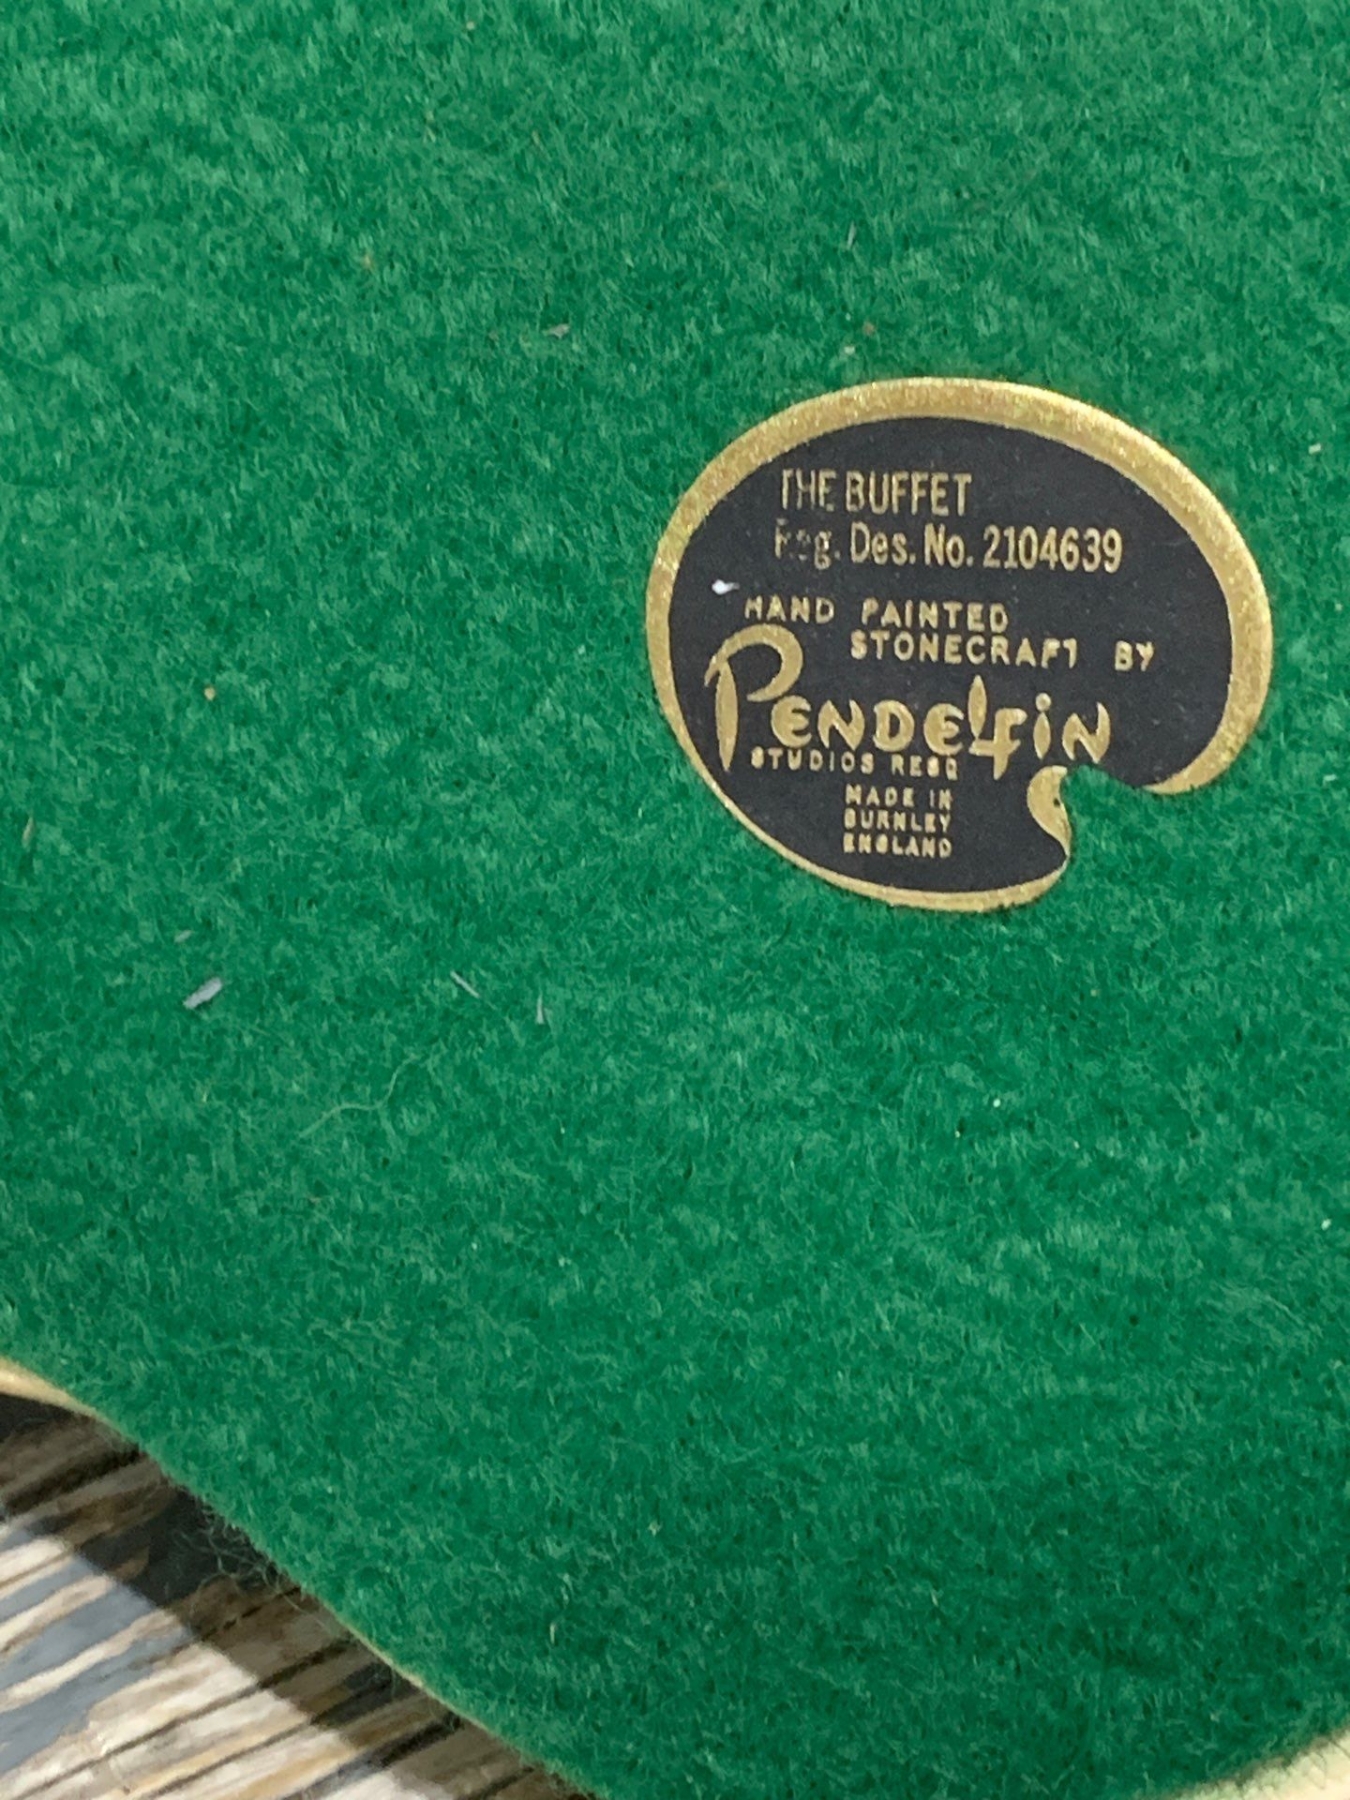 THE BUFFET
Reg. Des. No. 2104639
HAND PAINTED
STONECRAFT BY
PENDELFIN
STUDIOS REGD
MADE IN
BURNLEY
ENGLAND